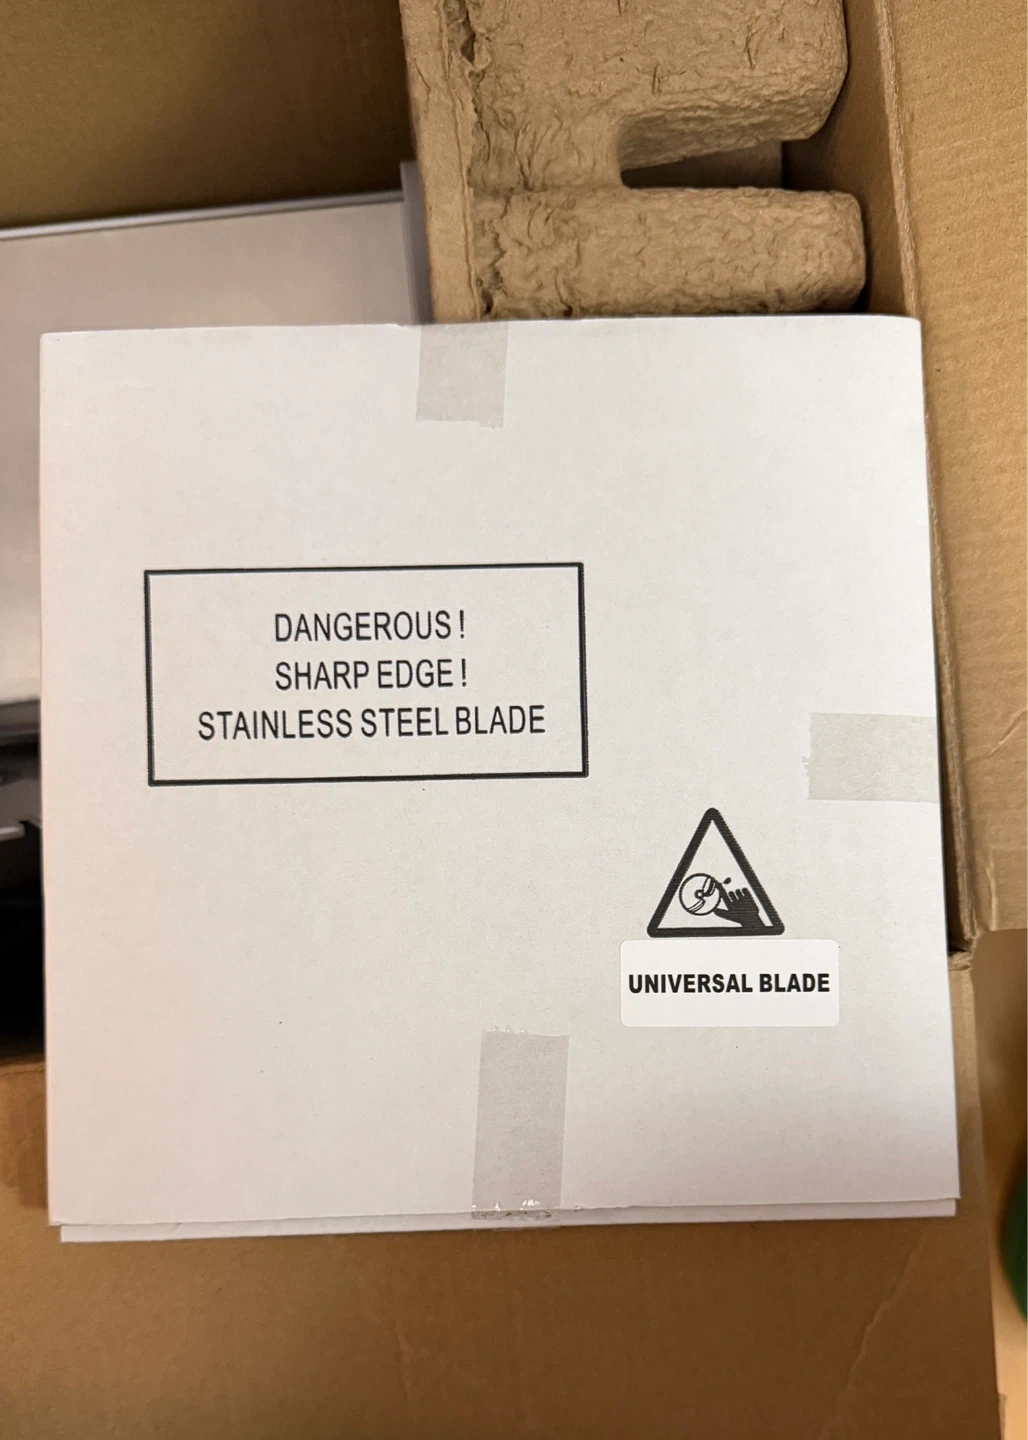 DANGEROUS!
SHARP EDGE!
STAINLESS STEEL BLADE
UNIVERSAL BLADE